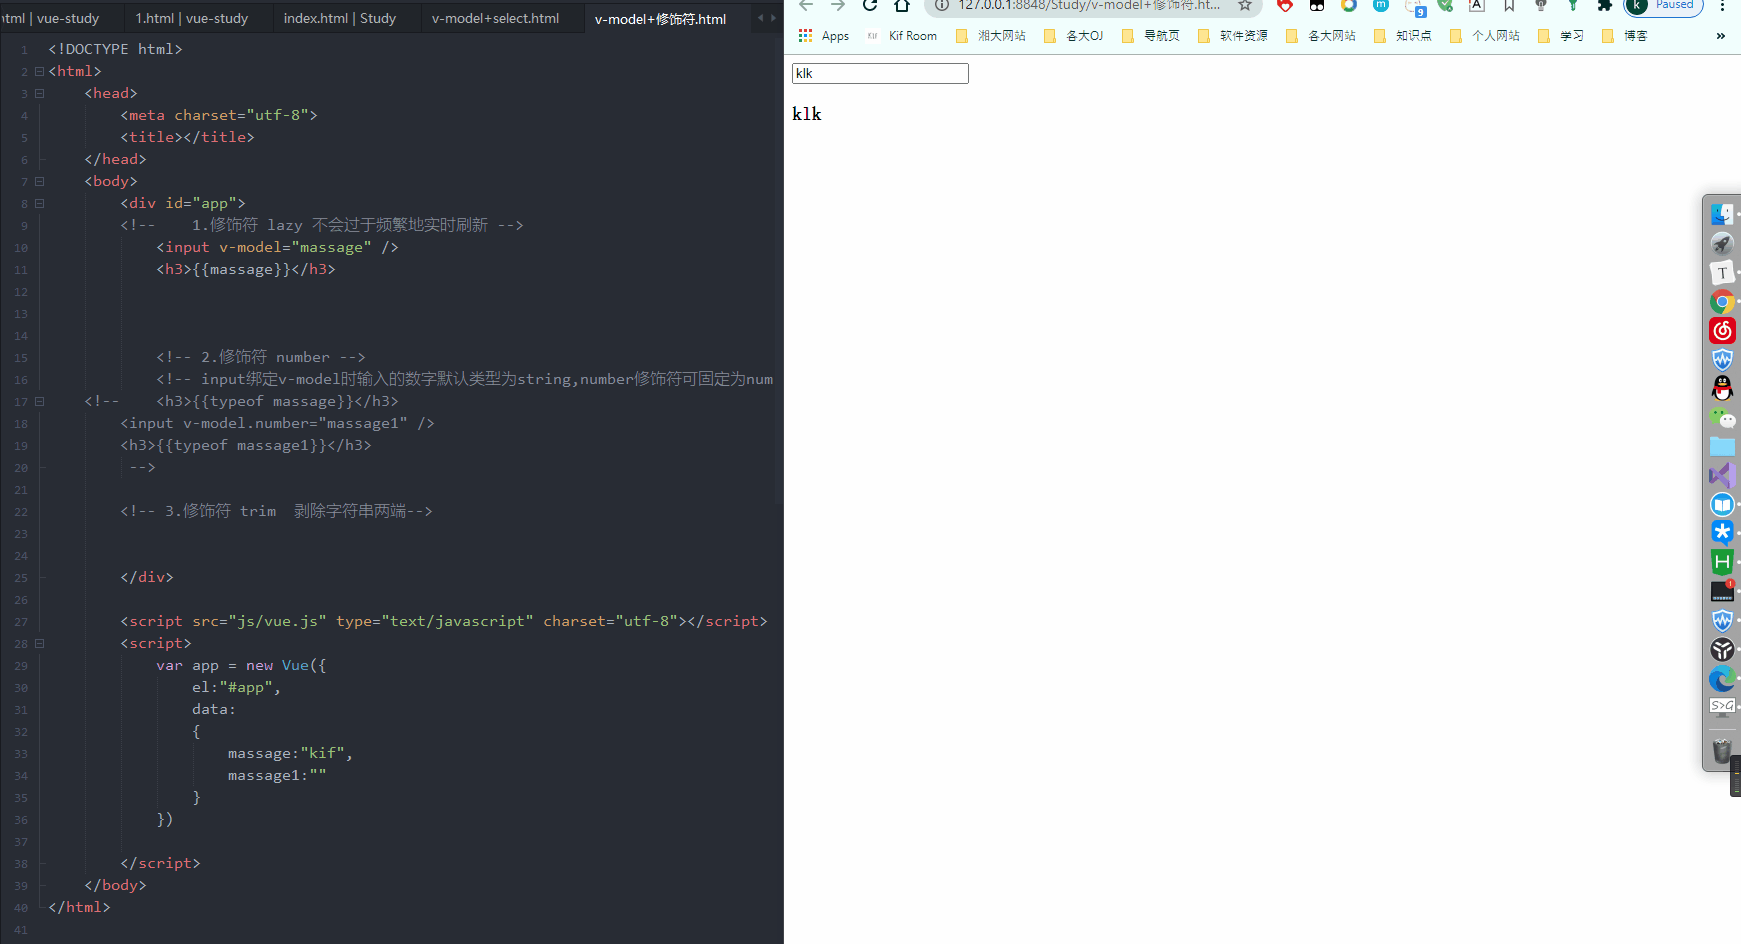 html | vue-study
1.html | vue-study
index.html | Study
v-model+select.html
v-model+修饰符.html
1 <!DOCTYPE html>
2 <html>
3 <head>
4 <meta charset="utf-8">
5 <title></title>
6 </head>
7 <body>
8 <div id="app">
9 <!-- 1.修饰符 lazy 不会过于频繁地实时刷新 -->
10 <input v-model="massage" />
11 <h3>{{massage}}</h3>
12
13
14
15 <!-- 2.修饰符 number -->
16 <!-- input绑定v-model时输入的数字默认类型为string,number修饰符可固定为num
17 <!-- <h3>{{typeof massage}}</h3>
18 <input v-model.number="massage1" />
19 <h3>{{typeof massage1}}</h3>
20 -->
21
22 <!-- 3.修饰符 trim 剥除字符串两端-->
23
24
25 </div>
26
27 <script src="js/vue.js" type="text/javascript" charset="utf-8"></script>
28 <script>
29 var app = new Vue({
30 el:"#app",
31 data:
32 {
33 massage:"kif",
34 massage1:""
35 }
36 })
37
38 </script>
39 </body>
40 </html>
41
127.0.0.1:8848/Study/v-model+修饰符.ht...
k Paused
9
Apps Kif Kif Room 湘大网站 各大OJ 导航页 软件资源 各大网站 知识点 个人网站 学习 博客 »
klk
klk
T
H
S>G